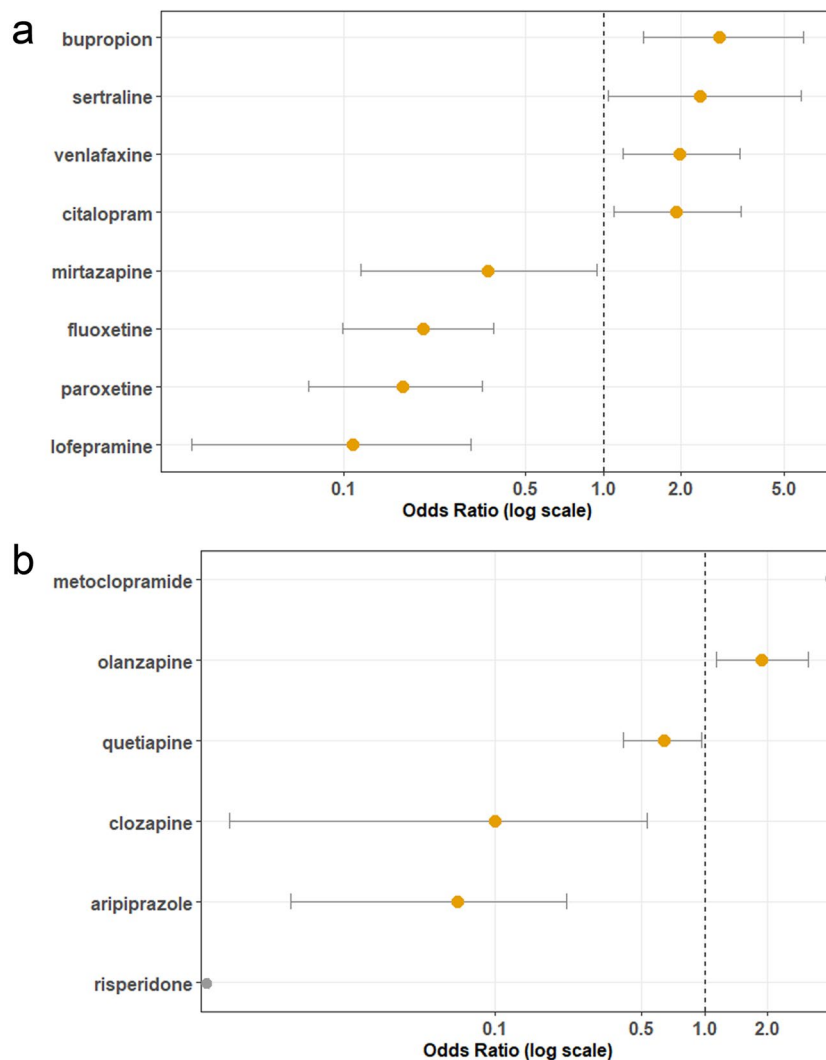 a
bupropion
sertraline
venlafaxine
citalopram
mirtazapine
fluoxetine
paroxetine
lofepramine
0.1 0.5 1.0 2.0 5.0
Odds Ratio (log scale)
b
metoclopramide
olanzapine
quetiapine
clozapine
aripiprazole
risperidone
0.1 0.5 1.0 2.0
Odds Ratio (log scale)